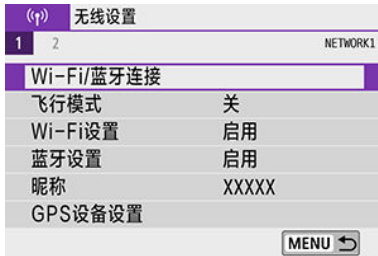 无线设置
1 2 NETWORK1
Wi-Fi/蓝牙连接
飞行模式 关
Wi-Fi设置 启用
蓝牙设置 启用
昵称 XXXXX
GPS设备设置
MENU